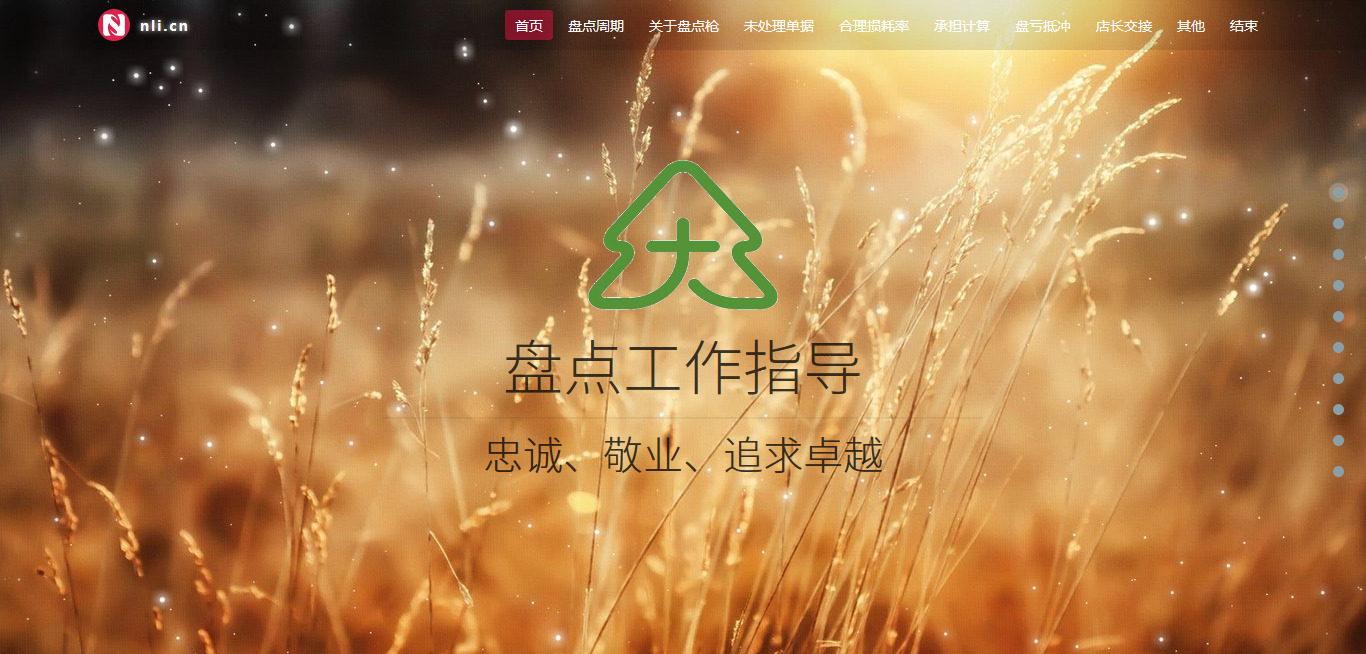 nli.cn
首页 盘点周期 关于盘点枪 未处理单据 合理损耗率 承担计算 盘亏抵冲 店长交接 其他 结束
盘点工作指导
忠诚、敬业、追求卓越